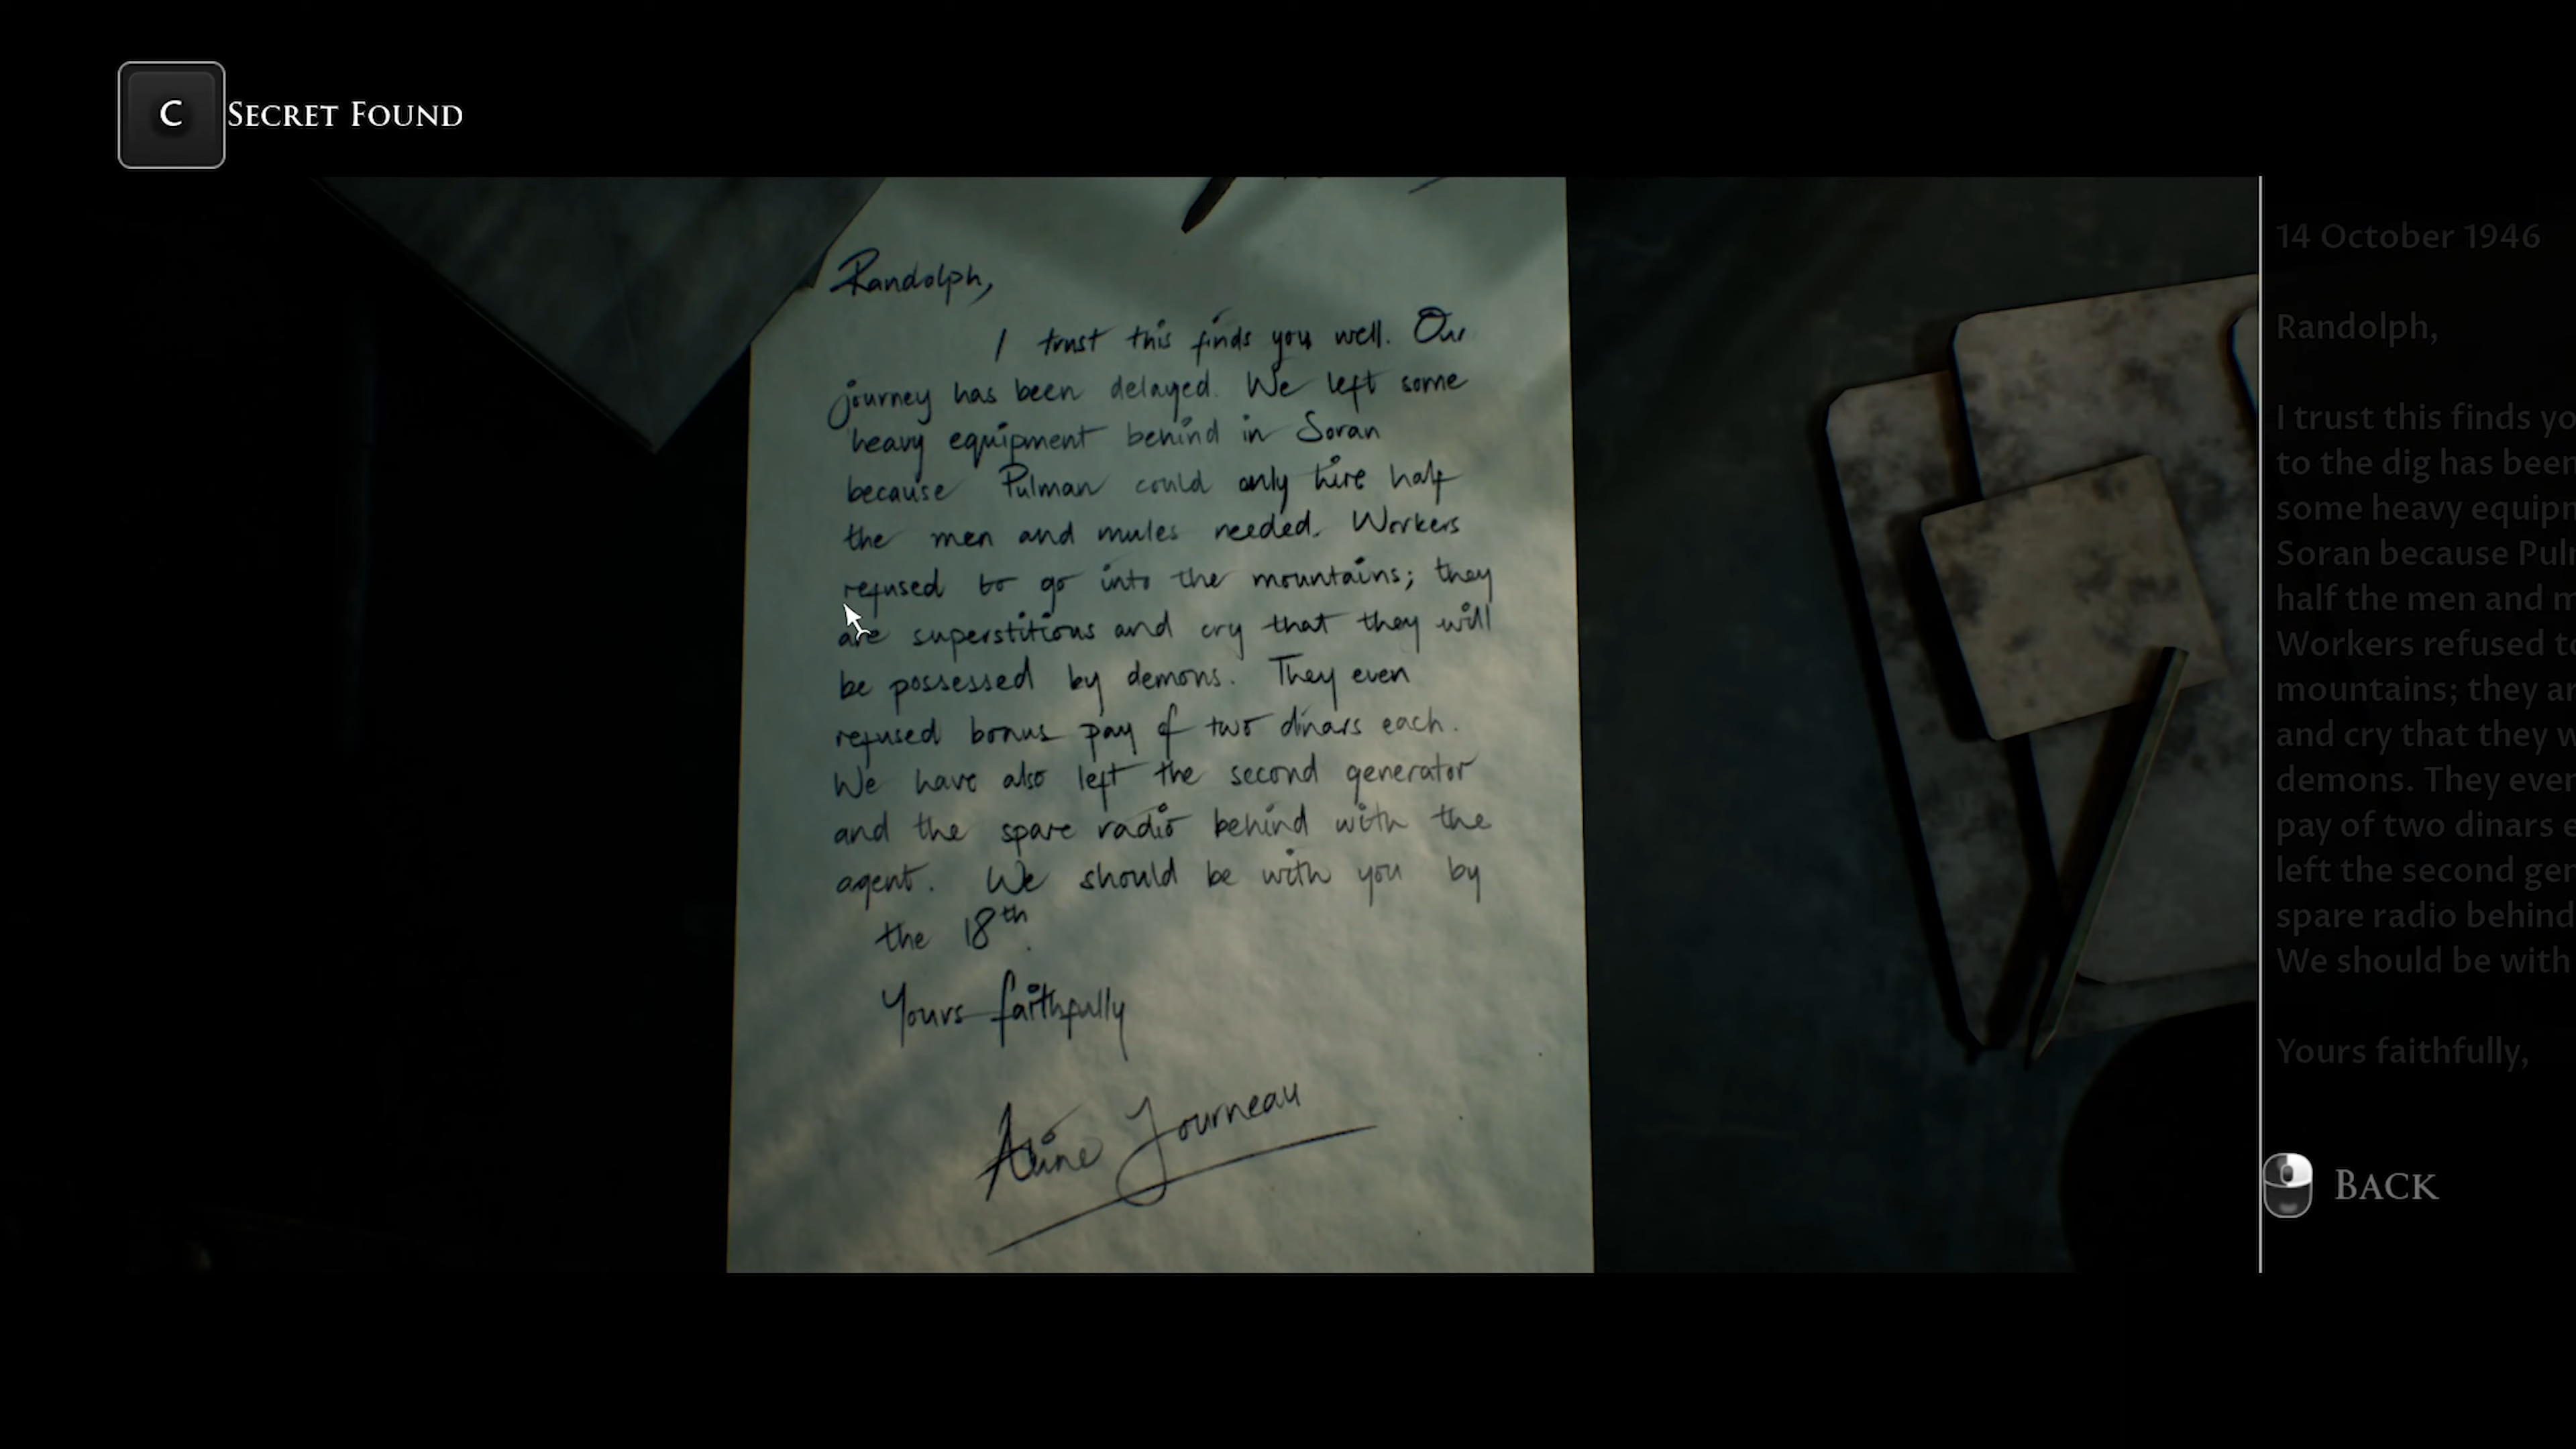 C SECRET FOUND
Randolph,
I trust this finds you well. Our
journey has been delayed. We left some
heavy equipment behind in Soran
because Pulman could only hire half
the men and mules needed. Workers
refused to go into the mountains; they
are superstitious and cry that they will
be possessed by demons. They even
refused bonus pay of two dinars each.
We have also left the second generator
and the spare radio behind with the
agent. We should be with you by
the 18th.
Yours faithfully
Aline Journeau
14 October 1946
Randolph,
I trust this finds yo
to the dig has been
some heavy equipm
Soran because Pulm
half the men and m
Workers refused to
mountains; they ar
and cry that they w
demons. They even
pay of two dinars e
left the second gen
spare radio behind
We should be with
Yours faithfully,
BACK